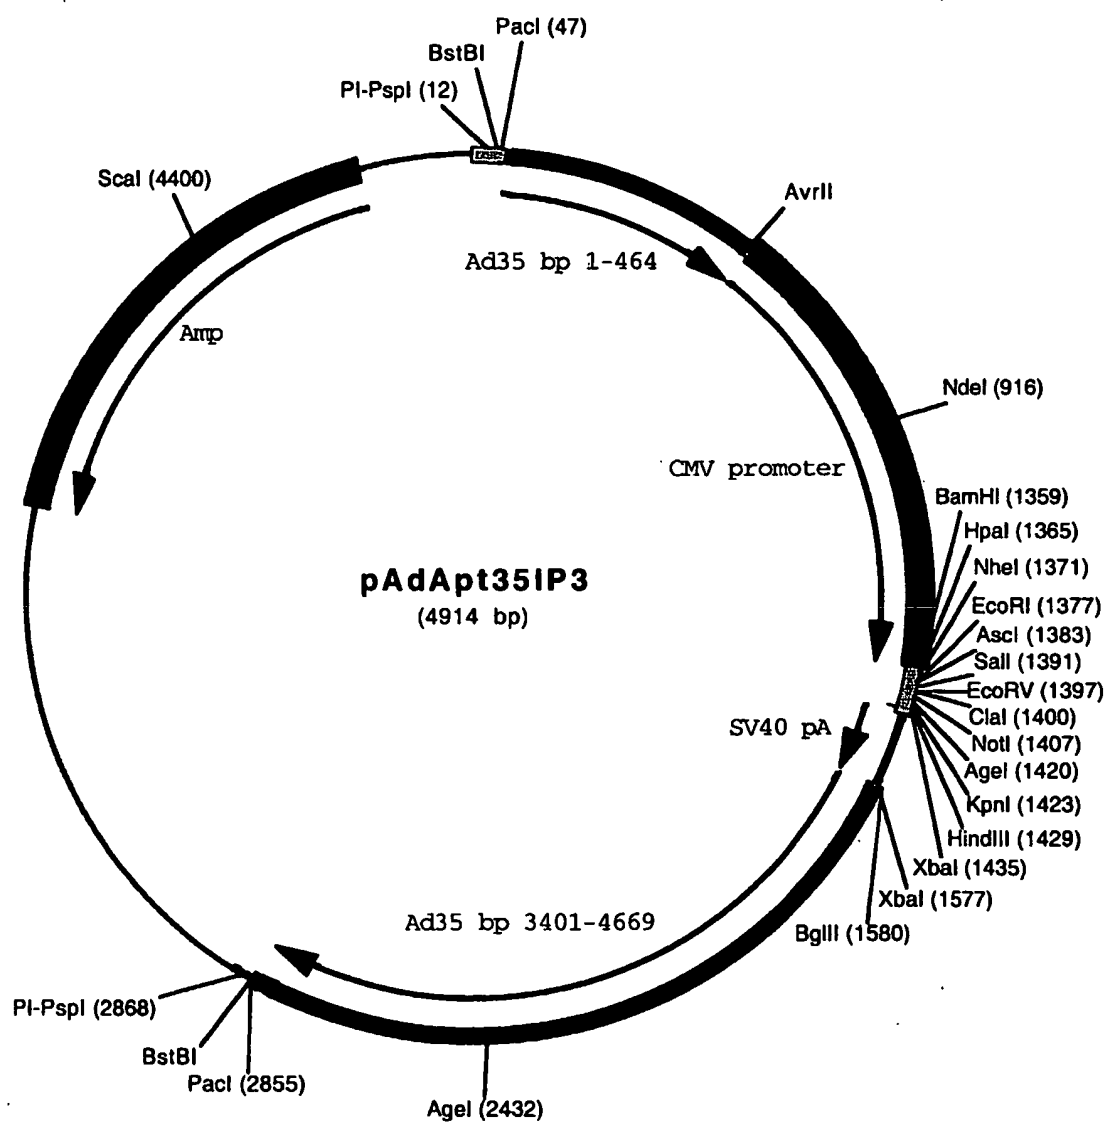 PacI (47)
BstBI
PI-PspI (12)
ScaI (4400)
AvrII
Ad35 bp 1-464
Amp
NdeI (916)
CMV promoter
BamHI (1359)
HpaI (1365)
NheI (1371)
EcoRI (1377)
AscI (1383)
SalI (1391)
EcoRV (1397)
ClaI (1400)
NotI (1407)
AgeI (1420)
KpnI (1423)
HindIII (1429)
XbaI (1435)
XbaI (1577)
BglII (1580)
pAdApt35IP3
(4914 bp)
SV40 pA
Ad35 bp 3401-4669
PI-PspI (2868)
BstBI
PacI (2855)
AgeI (2432)